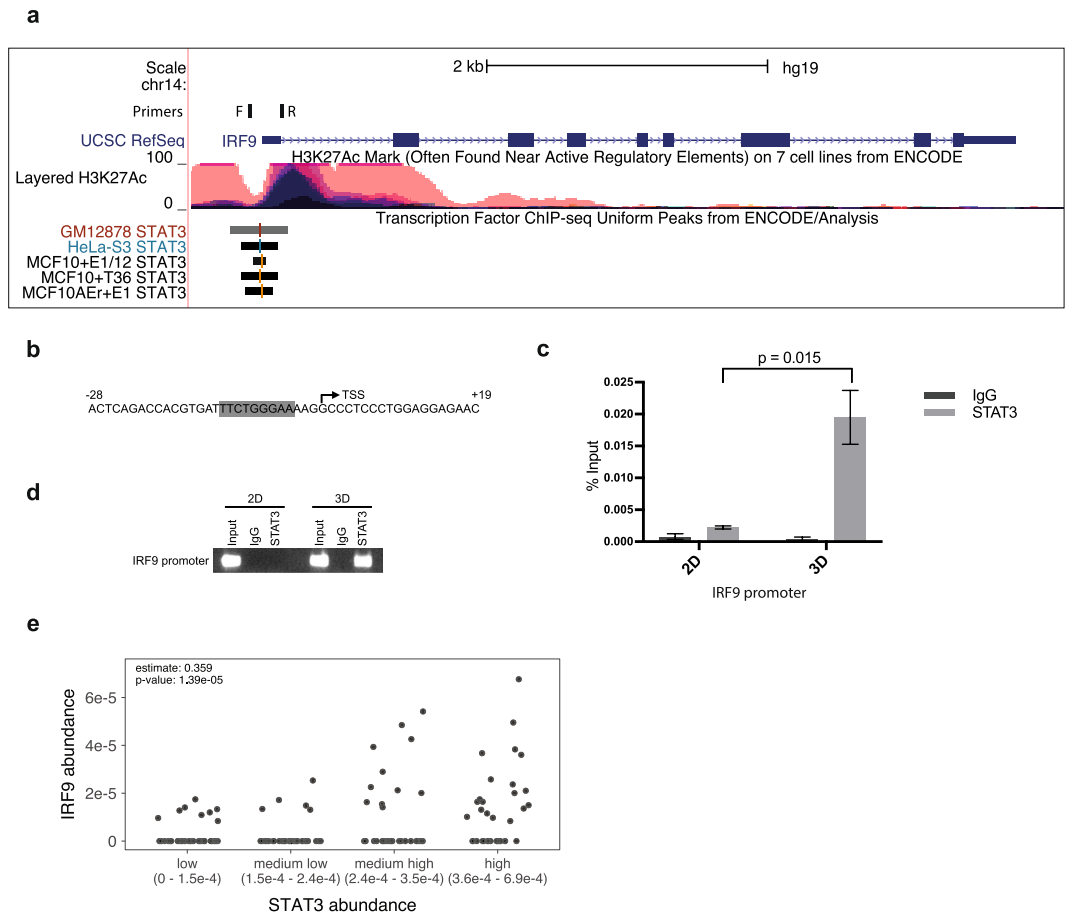 a
Scale
chr14:
2 kb
hg19
Primers
F
R
UCSC RefSeq
IRF9
H3K27Ac Mark (Often Found Near Active Regulatory Elements) on 7 cell lines from ENCODE
100
Layered H3K27Ac
0
Transcription Factor ChIP-seq Uniform Peaks from ENCODE/Analysis
GM12878 STAT3
HeLa-S3 STAT3
MCF10+E1/12 STAT3
MCF10+T36 STAT3
MCF10AEr+E1 STAT3
b
-28
TSS
+19
ACTCAGACCACGTGATTTCTGGGAAAAGGCCCTCCCTGGAGGAGAAC
c
p = 0.015
0.025
0.020
0.015
0.010
0.005
0.000
% Input
2D
3D
IRF9 promoter
IgG
STAT3
d
2D
3D
Input
IgG
STAT3
Input
IgG
STAT3
IRF9 promoter
e
estimate: 0.359
p-value: 1.39e-05
6e-5
4e-5
2e-5
0
IRF9 abundance
low
(0 - 1.5e-4)
medium low
(1.5e-4 - 2.4e-4)
medium high
(2.4e-4 - 3.5e-4)
high
(3.6e-4 - 6.9e-4)
STAT3 abundance